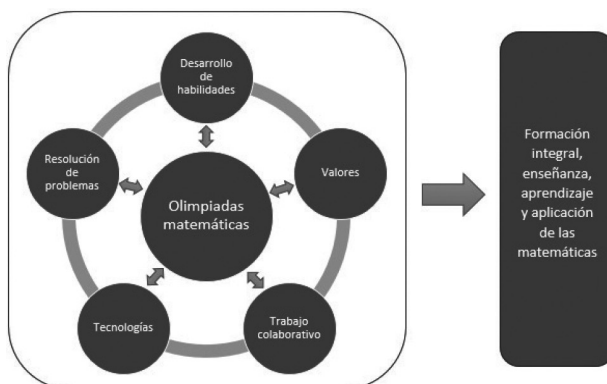 Desarrollo
de
habilidades
Resolución
de
problemas
Valores
Olimpiadas
matemáticas
Tecnologías
Trabajo
colaborativo
Formación
integral,
enseñanza,
aprendizaje
y aplicación
de las
matemáticas